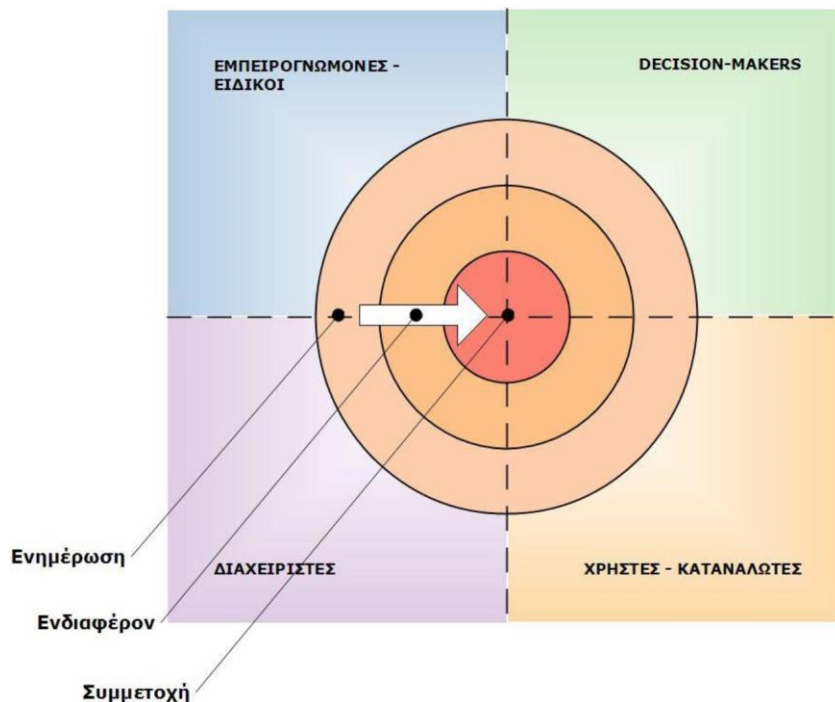 ΕΜΠΕΙΡΟΓΝΩΜΟΝΕΣ -
ΕΙΔΙΚΟΙ
DECISION-MAKERS
Ενημέρωση
ΔΙΑΧΕΙΡΙΣΤΕΣ
ΧΡΗΣΤΕΣ - ΚΑΤΑΝΑΛΩΤΕΣ
Ενδιαφέρον
Συμμετοχή